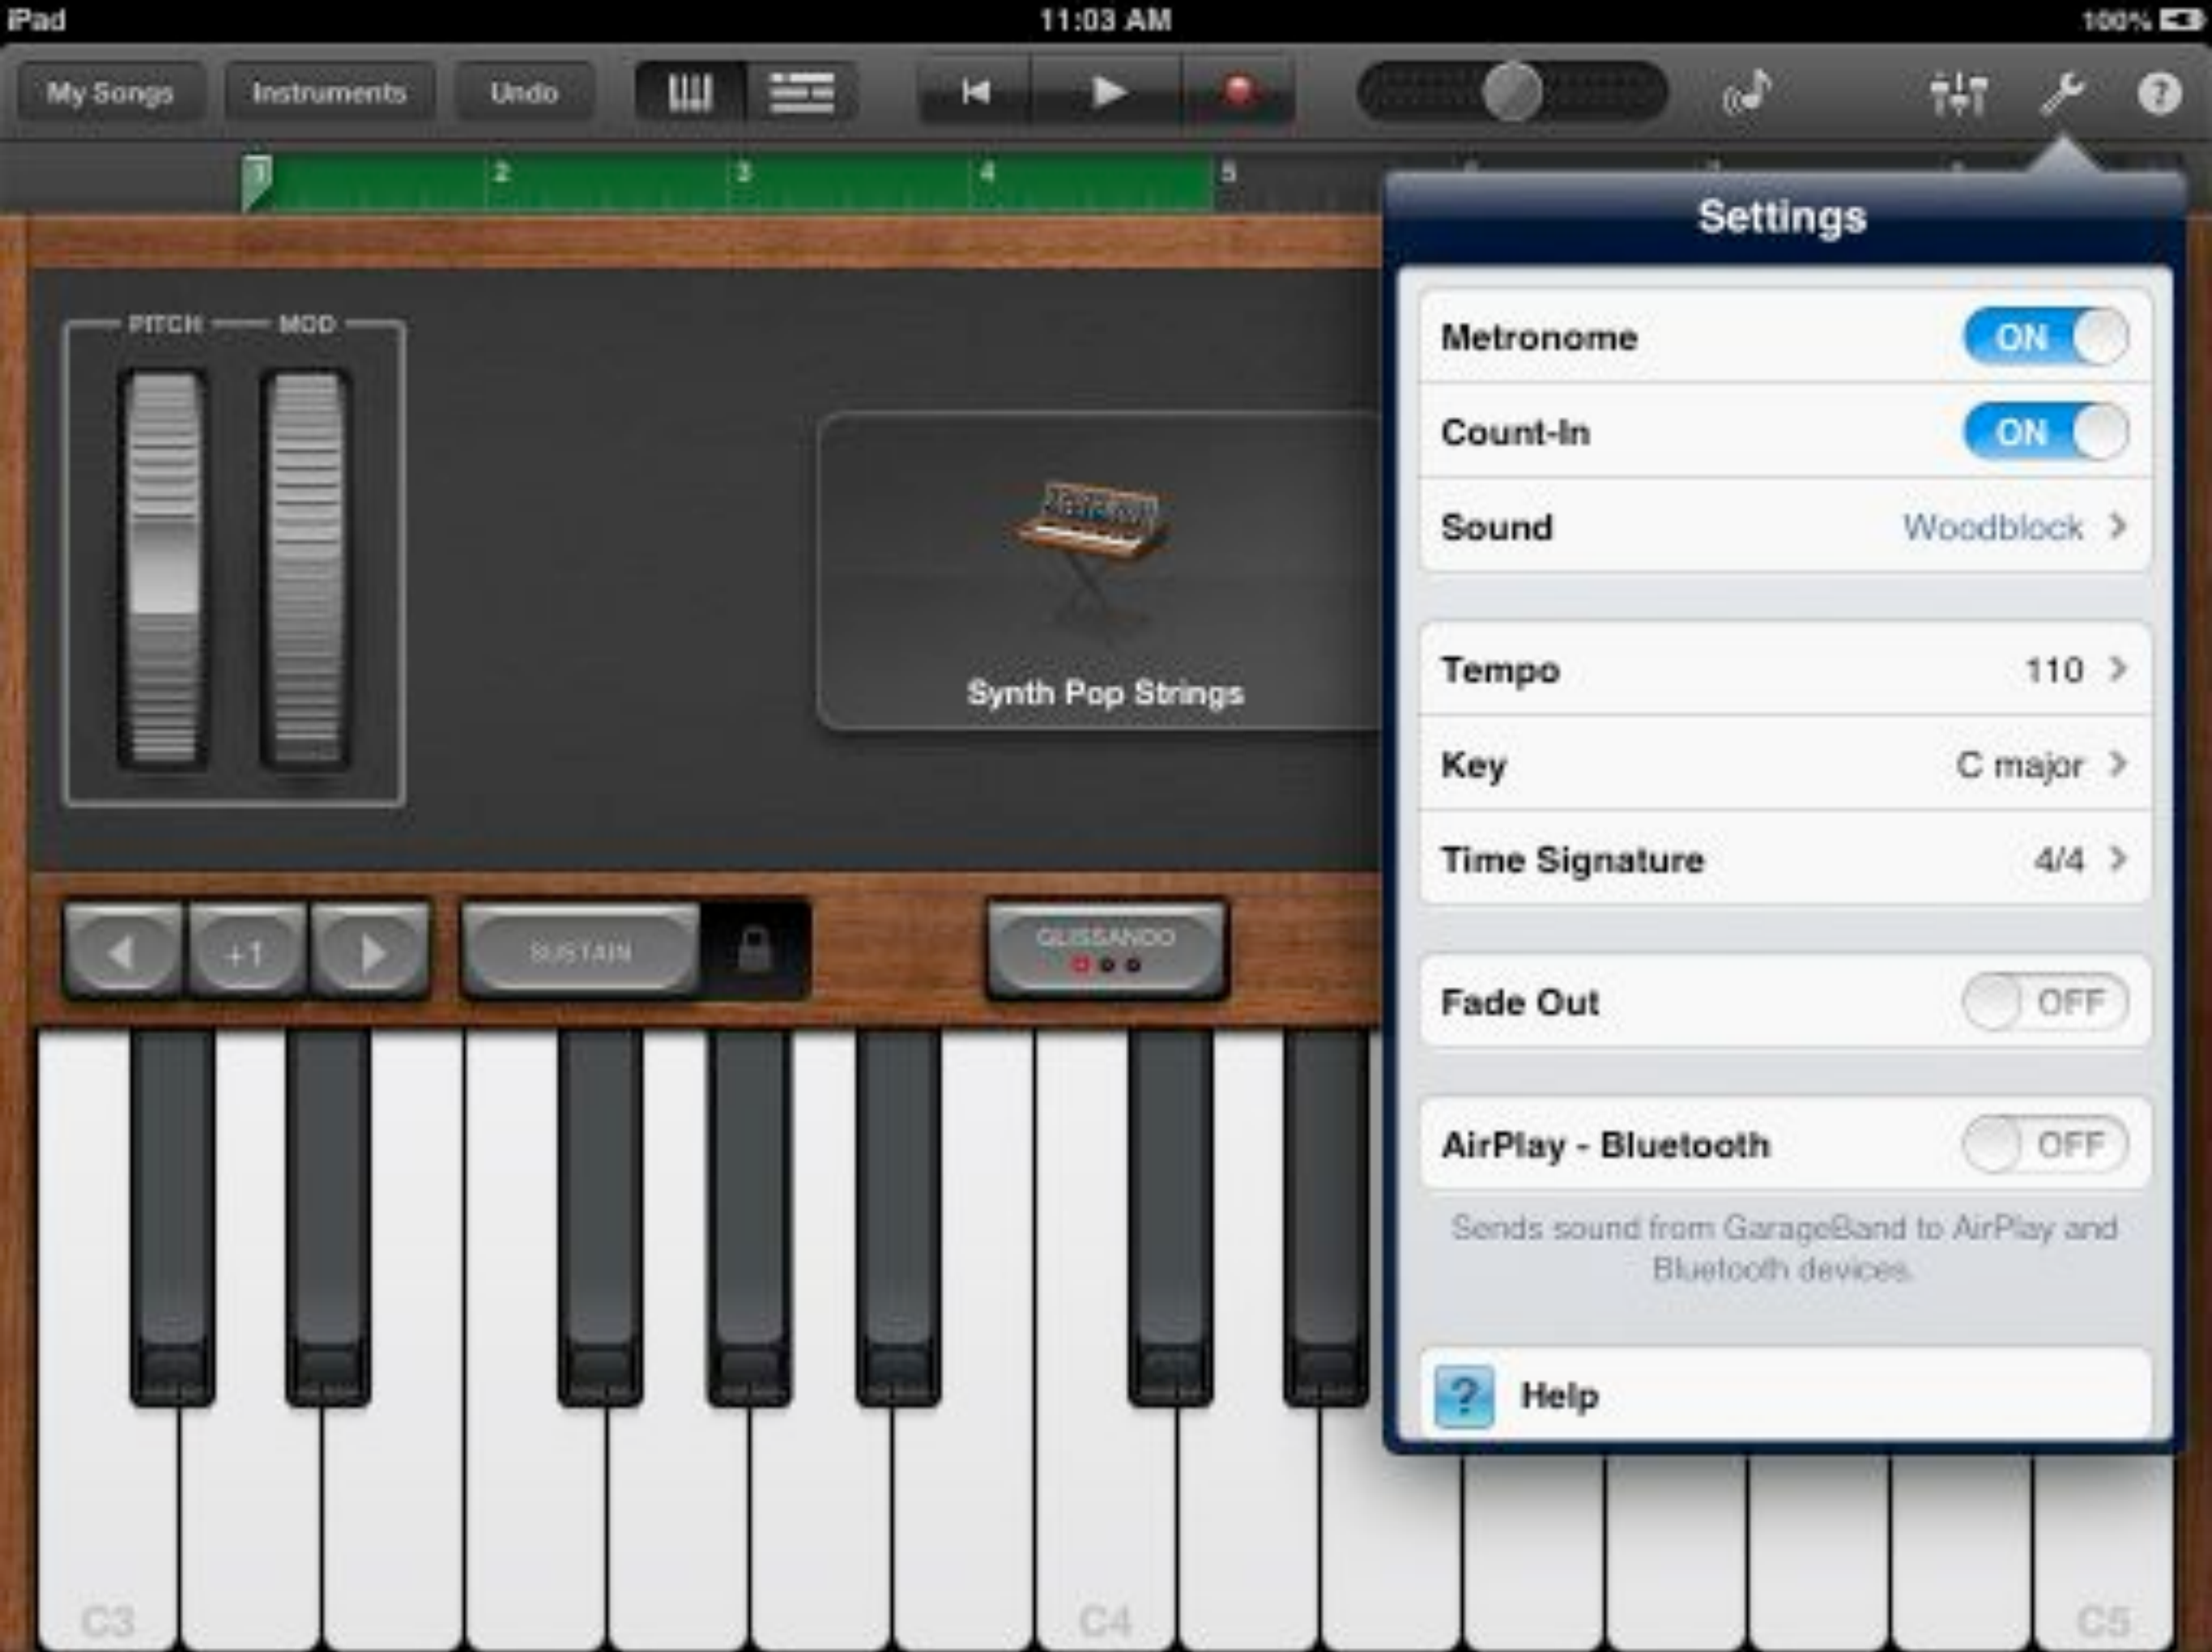 iPad 11:03 AM 100%
My Songs Instruments Undo
1 2 3 4 5
Settings
PITCH MOD
Metronome ON
Count-In ON
Sound Woodblock
Synth Pop Strings
Tempo 110
Key C major
Time Signature 4/4
+1 SUSTAIN GLISSANDO
Fade Out OFF
AirPlay - Bluetooth OFF
Sends sound from GarageBand to AirPlay and
Bluetooth devices.
? Help
C3 C4 C5